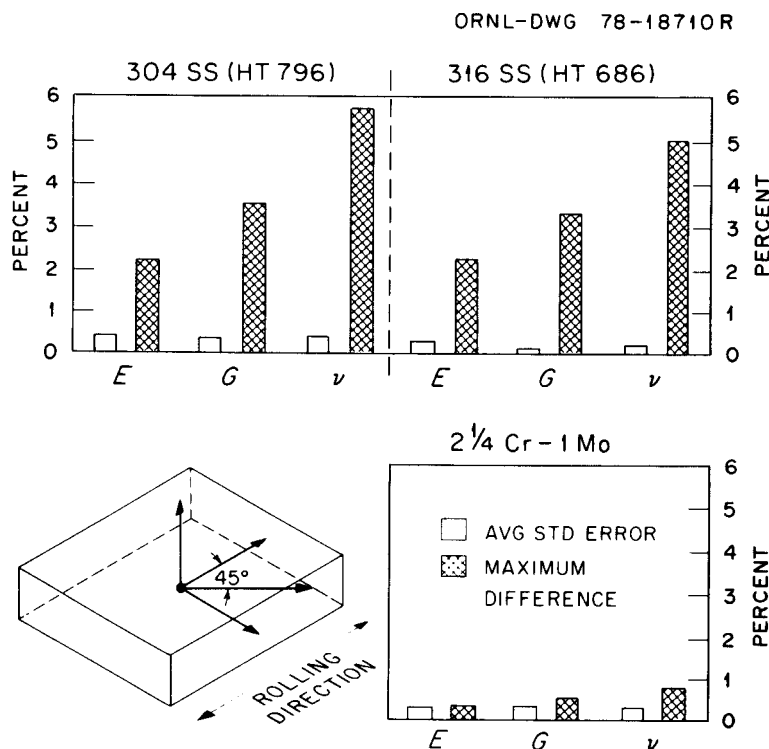 ORNL-DWG 78-18710R
304 SS (HT 796)
316 SS (HT 686)
6
5
4
3
2
1
0
PERCENT
E
G
ν
E
G
ν
6
5
4
3
2
1
0
PERCENT
45°
ROLLING
DIRECTION
2 1/4 Cr – 1 Mo
AVG STD ERROR
MAXIMUM
DIFFERENCE
6
5
4
3
2
1
0
PERCENT
E
G
ν